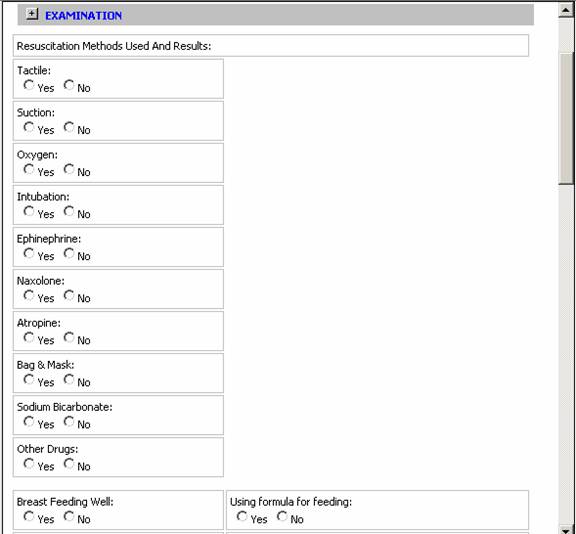 EXAMINATION
Resuscitation Methods Used And Results:
Tactile:
Yes No
Suction:
Yes No
Oxygen:
Yes No
Intubation:
Yes No
Ephinephrine:
Yes No
Naxolone:
Yes No
Atropine:
Yes No
Bag & Mask:
Yes No
Sodium Bicarbonate:
Yes No
Other Drugs:
Yes No
Breast Feeding Well: Using formula for feeding:
Yes No Yes No